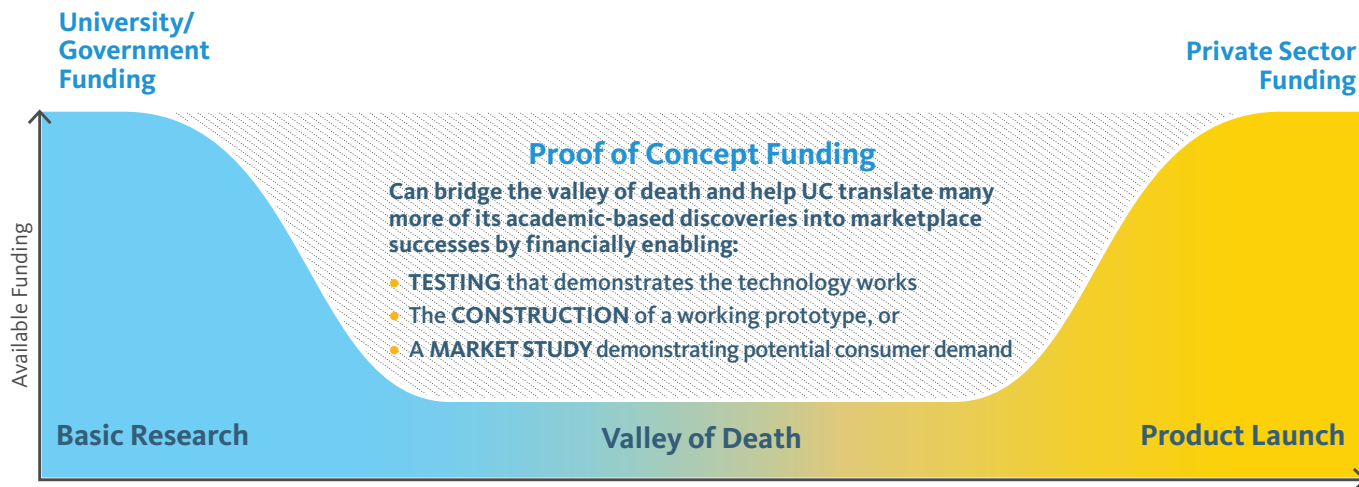 University/
Government
Funding
Private Sector
Funding
Proof of Concept Funding
Can bridge the valley of death and help UC translate many
more of its academic-based discoveries into marketplace
successes by financially enabling:
• TESTING that demonstrates the technology works
• The CONSTRUCTION of a working prototype, or
• A MARKET STUDY demonstrating potential consumer demand
Available Funding
Basic Research
Valley of Death
Product Launch